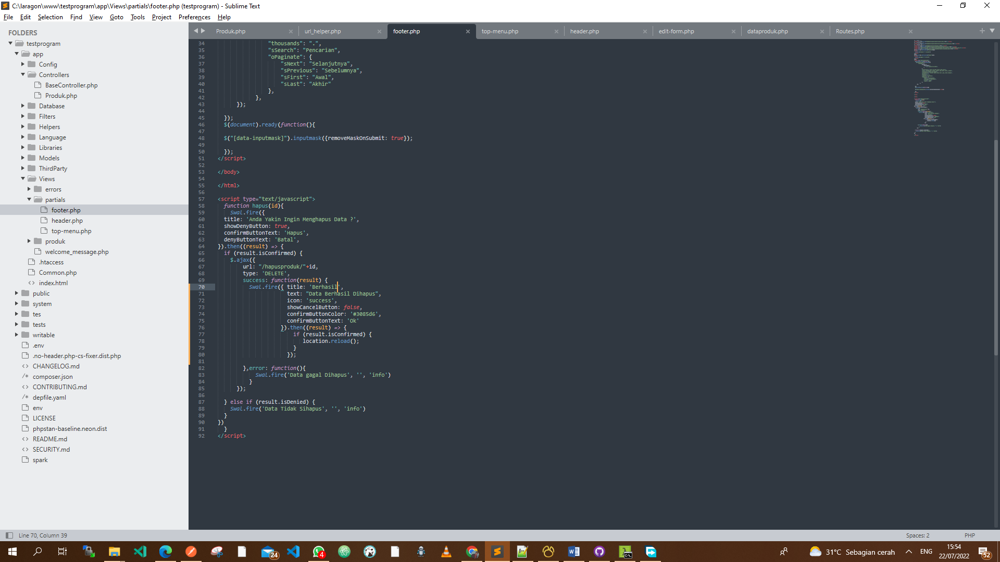 C:\laragon\www\testprogram\app\Views\partials\footer.php (testprogram) - Sublime Text
File Edit Selection Find View Goto Tools Project Preferences Help
FOLDERS
testprogram
app
Config
Controllers
BaseController.php
Produk.php
Database
Filters
Helpers
Language
Libraries
Models
ThirdParty
Views
errors
partials
footer.php
header.php
top-menu.php
produk
welcome_message.php
.htaccess
Common.php
<> index.html
public
system
tes
tests
writable
.env
.no-header.php-cs-fixer.dist.php
<> CHANGELOG.md
/* composer.json
<> CONTRIBUTING.md
/* depfile.yaml
env
LICENSE
phpstan-baseline.neon.dist
<> README.md
<> SECURITY.md
spark
Produk.php url_helper.php footer.php top-menu.php header.php edit-form.php dataproduk.php Routes.php
34 "thousands": ".",
35 "sSearch": "Pencarian",
36 "oPaginate": {
37 "sNext": "Selanjutnya",
38 "sPrevious": "Sebelumnya",
39 "sFirst": "Awal",
40 "sLast": "Akhir"
41 },
42 },
43 });
44
45 });
46 $(document).ready(function(){
47
48 $("[data-inputmask]").inputmask({removeMaskOnSubmit: true});
49
50 });
51 </script>
52
53 </body>
54
55 </html>
56
57 <script type="text/javascript">
58 function hapus(id){
59 Swal.fire({
60 title: 'Anda Yakin Ingin Menghapus Data ?',
61 showDenyButton: true,
62 confirmButtonText: 'Hapus',
63 denyButtonText: 'Batal',
64 }).then((result) => {
65 if (result.isConfirmed) {
66 $.ajax({
67 url: "/hapusproduk/"+id,
68 type: 'DELETE',
69 success: function(result) {
70 Swal.fire({ title: 'Berhasil',
71 text: "Data Berhasil Dihapus",
72 icon: 'success',
73 showCancelButton: false,
74 confirmButtonColor: '#3085d6',
75 confirmButtonText: 'Ok'
76 }).then((result) => {
77 if (result.isConfirmed) {
78 location.reload();
79 }
80 });
81
82 },error: function(){
83 Swal.fire('Data gagal Dihapus', '', 'info')
84 }
85 });
86
87 } else if (result.isDenied) {
88 Swal.fire('Data Tidak Sihapus', '', 'info')
89 }
90 })
91 }
92 </script>
Line 70, Column 39
Spaces: 2 PHP
24
4
31°C Sebagian cerah
ENG
15:54
22/07/2022
52